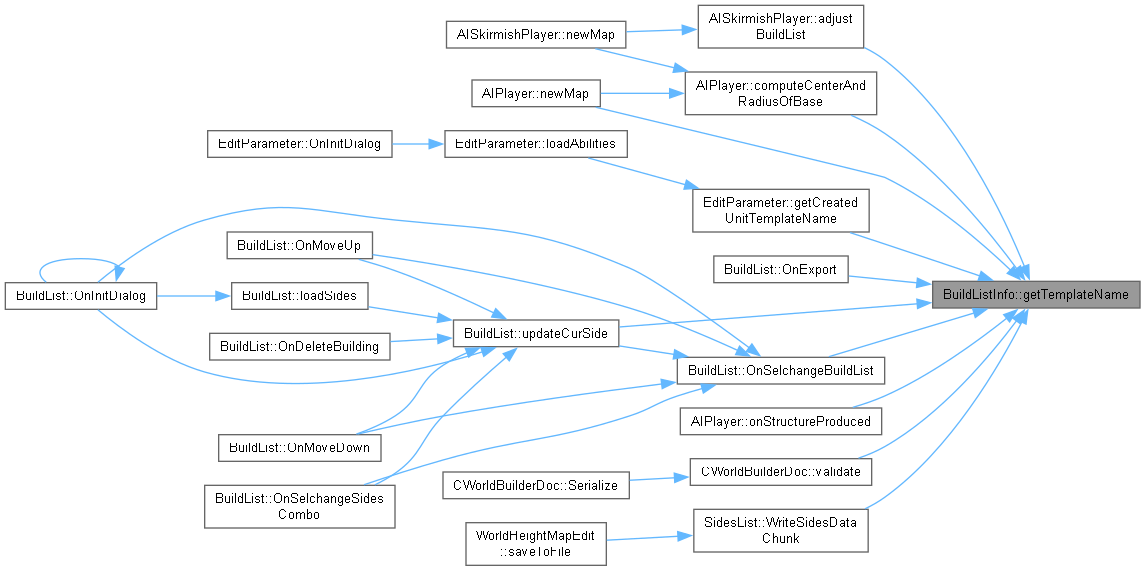 AISkirmishPlayer::adjust
BuildList
AISkirmishPlayer::newMap
AIPlayer::computeCenterAnd
RadiusOfBase
AIPlayer::newMap
EditParameter::OnInitDialog
EditParameter::loadAbilities
EditParameter::getCreated
UnitTemplateName
BuildList::OnMoveUp
BuildList::OnExport
BuildList::OnInitDialog
BuildList::loadSides
BuildListInfo::getTemplateName
BuildList::updateCurSide
BuildList::OnDeleteBuilding
BuildList::OnSelchangeBuildList
AIPlayer::onStructureProduced
BuildList::OnMoveDown
CWorldBuilderDoc::validate
CWorldBuilderDoc::Serialize
BuildList::OnSelchangeSides
Combo
SidesList::WriteSidesData
Chunk
WorldHeightMapEdit
::saveToFile